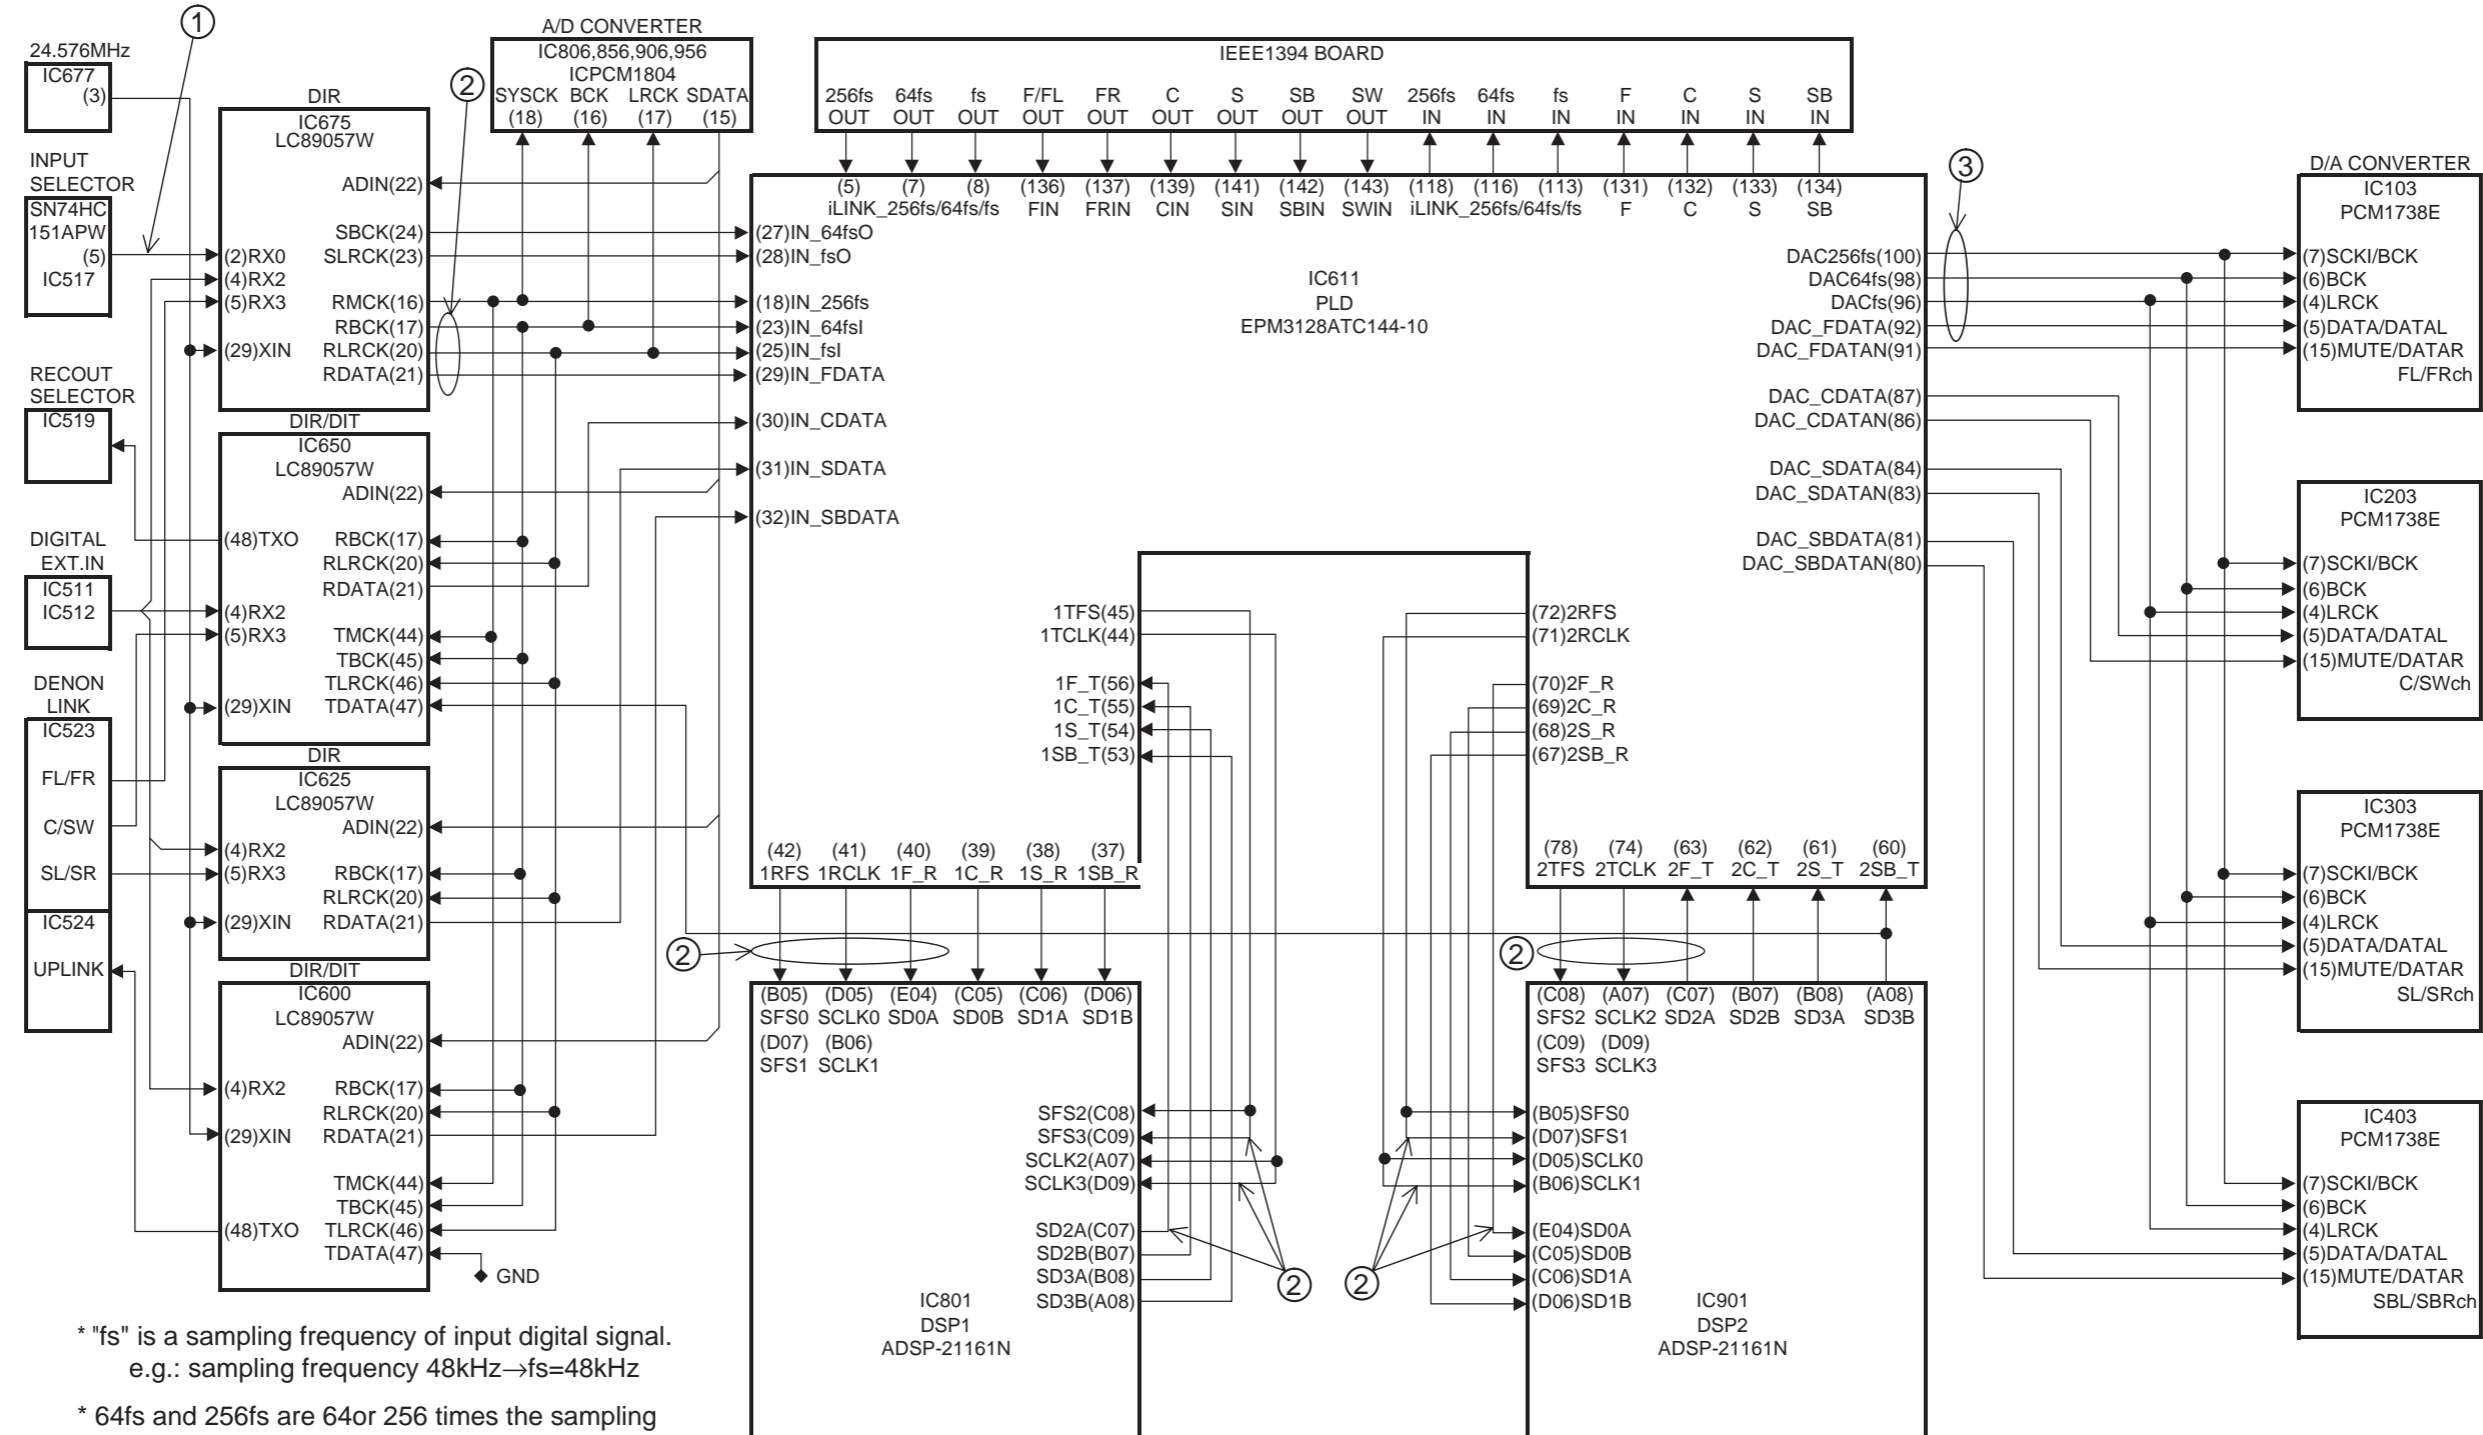 ①
24.576MHz
IC677
(3)
INPUT
SELECTOR
SN74HC
151APW
(5)
IC517
RECOUT
SELECTOR
IC519
DIGITAL
EXT.IN
IC511
IC512
DENON
LINK
IC523
FL/FR
C/SW
SL/SR
IC524
UPLINK
DIR
IC675
LC89057W
ADIN(22)
SBCK(24)
(2)RX0 SLRCK(23)
(4)RX2
(5)RX3 RMCK(16)
RBCK(17)
(29)XIN RLRCK(20)
RDATA(21)
②
DIR/DIT
IC650
LC89057W
ADIN(22)
(48)TXO RBCK(17)
RLRCK(20)
RDATA(21)
(4)RX2
(5)RX3 TMCK(44)
TBCK(45)
TLRCK(46)
(29)XIN TDATA(47)
DIR
IC625
LC89057W
ADIN(22)
(4)RX2
(5)RX3 RBCK(17)
RLRCK(20)
(29)XIN RDATA(21)
DIR/DIT
IC600
LC89057W
ADIN(22)
(4)RX2 RBCK(17)
RLRCK(20)
(29)XIN RDATA(21)
TMCK(44)
TBCK(45)
(48)TXO TLRCK(46)
TDATA(47)
GND
A/D CONVERTER
IC806,856,906,956
ICPCM1804
SYSCK BCK LRCK SDATA
(18) (16) (17) (15)
IEEE1394 BOARD
256fs 64fs fs F/FL FR C S SB SW 256fs 64fs fs F C S SB
OUT OUT OUT OUT OUT OUT OUT OUT OUT IN IN IN IN IN IN IN
(5) (7) (8) (136) (137) (139) (141) (142) (143) (118) (116) (113) (131) (132) (133) (134)
iLINK_256fs/64fs/fs FIN FRIN CIN SIN SBIN SWIN iLINK_256fs/64fs/fs F C S SB
(27)IN_64fsO
(28)IN_fsO
(18)IN_256fs
(23)IN_64fsI
(25)IN_fsI
(29)IN_FDATA
(30)IN_CDATA
(31)IN_SDATA
(32)IN_SBDATA
IC611
PLD
EPM3128ATC144-10
③
DAC256fs(100)
DAC64fs(98)
DACfs(96)
DAC_FDATA(92)
DAC_FDATAN(91)
DAC_CDATA(87)
DAC_CDATAN(86)
DAC_SDATA(84)
DAC_SDATAN(83)
DAC_SBDATA(81)
DAC_SBDATAN(80)
1TFS(45)
1TCLK(44)
1F_T(56)
1C_T(55)
1S_T(54)
1SB_T(53)
(72)2RFS
(71)2RCLK
(70)2F_R
(69)2C_R
(68)2S_R
(67)2SB_R
(42) (41) (40) (39) (38) (37)
1RFS 1RCLK 1F_R 1C_R 1S_R 1SB_R
(78) (74) (63) (62) (61) (60)
2TFS 2TCLK 2F_T 2C_T 2S_T 2SB_T
②
②
(B05) (D05) (E04) (C05) (C06) (D06)
SFS0 SCLK0 SD0A SD0B SD1A SD1B
(D07) (B06)
SFS1 SCLK1
SFS2(C08)
SFS3(C09)
SCLK2(A07)
SCLK3(D09)
SD2A(C07)
SD2B(B07)
SD3A(B08)
SD3B(A08)
IC801
DSP1
ADSP-21161N
②
②
(C08) (A07) (C07) (B07) (B08) (A08)
SFS2 SCLK2 SD2A SD2B SD3A SD3B
(C09) (D09)
SFS3 SCLK3
(B05)SFS0
(D07)SFS1
(D05)SCLK0
(B06)SCLK1
(E04)SD0A
(C05)SD0B
(C06)SD1A
(D06)SD1B
IC901
DSP2
ADSP-21161N
D/A CONVERTER
IC103
PCM1738E
(7)SCKI/BCK
(6)BCK
(4)LRCK
(5)DATA/DATAL
(15)MUTE/DATAR
FL/FRch
IC203
PCM1738E
(7)SCKI/BCK
(6)BCK
(4)LRCK
(5)DATA/DATAL
(15)MUTE/DATAR
C/SWch
IC303
PCM1738E
(7)SCKI/BCK
(6)BCK
(4)LRCK
(5)DATA/DATAL
(15)MUTE/DATAR
SL/SRch
IC403
PCM1738E
(7)SCKI/BCK
(6)BCK
(4)LRCK
(5)DATA/DATAL
(15)MUTE/DATAR
SBL/SBRch
* "fs" is a sampling frequency of input digital signal.
e.g.: sampling frequency 48kHz→fs=48kHz
* 64fs and 256fs are 64or 256 times the sampling